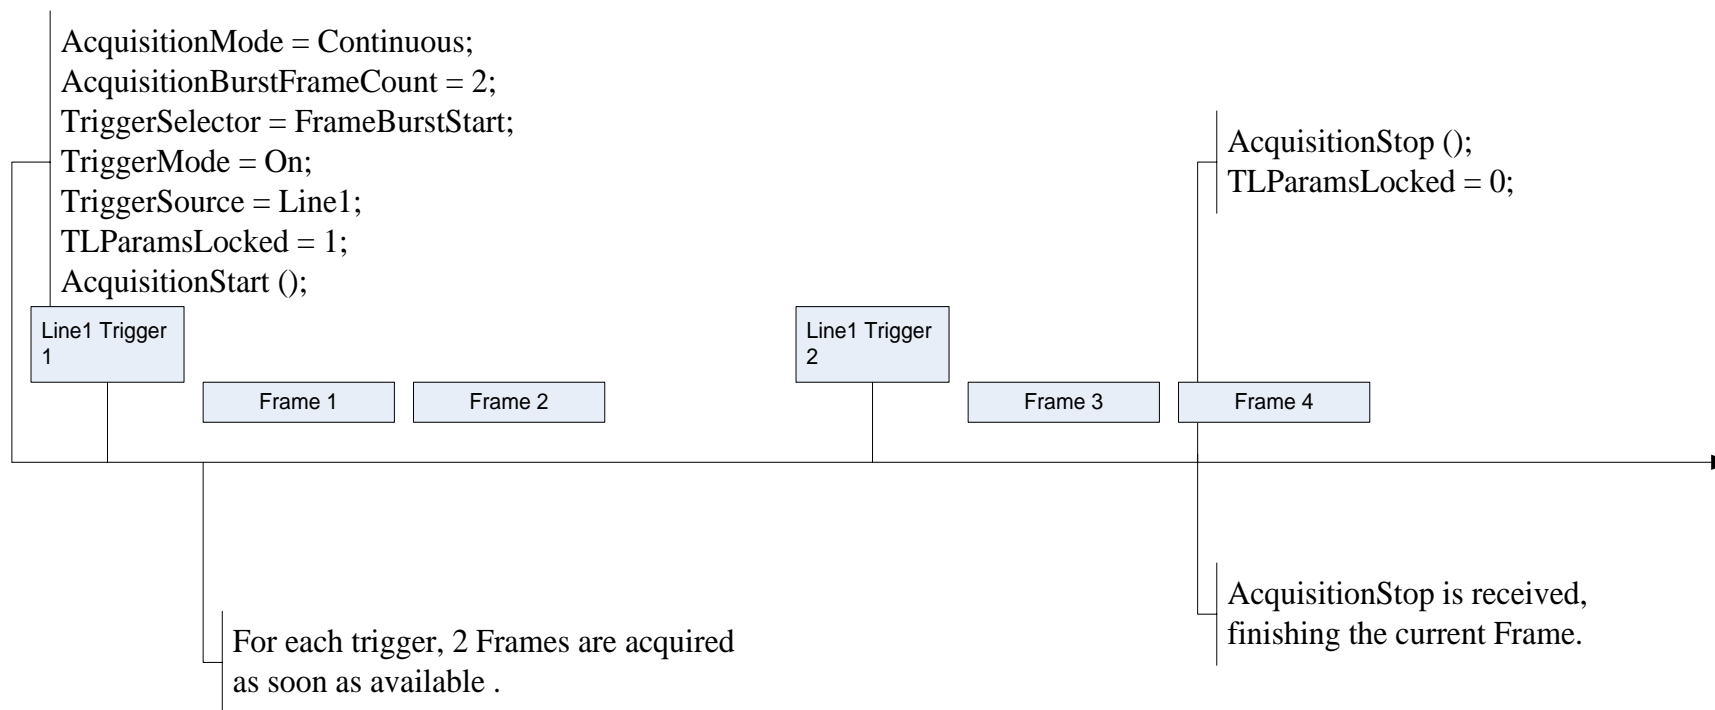 AcquisitionMode = Continuous;
AcquisitionBurstFrameCount = 2;
TriggerSelector = FrameBurstStart;
TriggerMode = On;
TriggerSource = Line1;
TLParamsLocked = 1;
AcquisitionStart ();
AcquisitionStop ();
TLParamsLocked = 0;
Line1 Trigger
1
Line1 Trigger
2
Frame 1
Frame 2
Frame 3
Frame 4
For each trigger, 2 Frames are acquired
as soon as available .
AcquisitionStop is received,
finishing the current Frame.